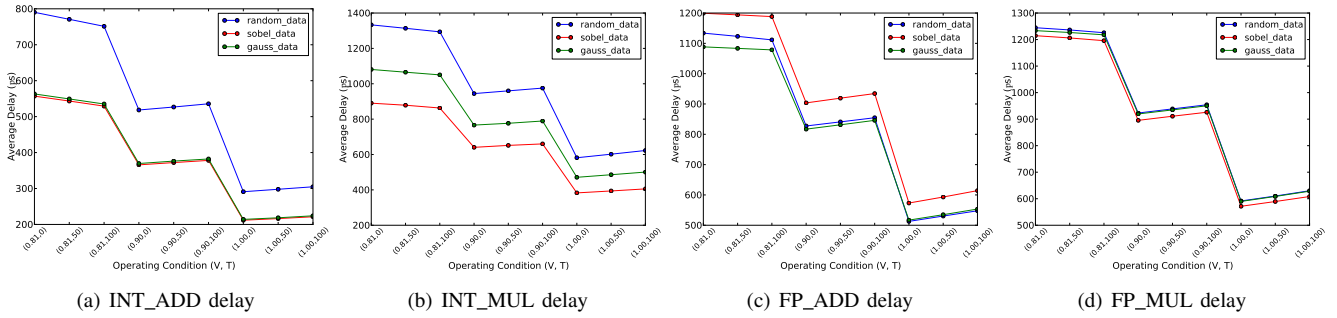 800
700
600
500
400
300
200
Average Delay (ps)
random_data
sobel_data
gauss_data
(0.81,0)
(0.81,50)
(0.81,100)
(0.90,0)
(0.90,50)
(0.90,100)
(1.00,0)
(1.00,50)
(1.00,100)
Operating Condition (V, T)
(a) INT_ADD delay
1400
1200
1000
800
600
400
200
Average Delay (ps)
random_data
sobel_data
gauss_data
(0.81,0)
(0.81,50)
(0.81,100)
(0.90,0)
(0.90,50)
(0.90,100)
(1.00,0)
(1.00,50)
(1.00,100)
Operating Condition (V, T)
(b) INT_MUL delay
1200
1100
1000
900
800
700
600
500
Average Delay (ps)
random_data
sobel_data
gauss_data
(0.81,0)
(0.81,50)
(0.81,100)
(0.90,0)
(0.90,50)
(0.90,100)
(1.00,0)
(1.00,50)
(1.00,100)
Operating Condition (V, T)
(c) FP_ADD delay
1300
1200
1100
1000
900
800
700
600
500
Average Delay (ps)
random_data
sobel_data
gauss_data
(0.81,0)
(0.81,50)
(0.81,100)
(0.90,0)
(0.90,50)
(0.90,100)
(1.00,0)
(1.00,50)
(1.00,100)
Operating Condition (V, T)
(d) FP_MUL delay